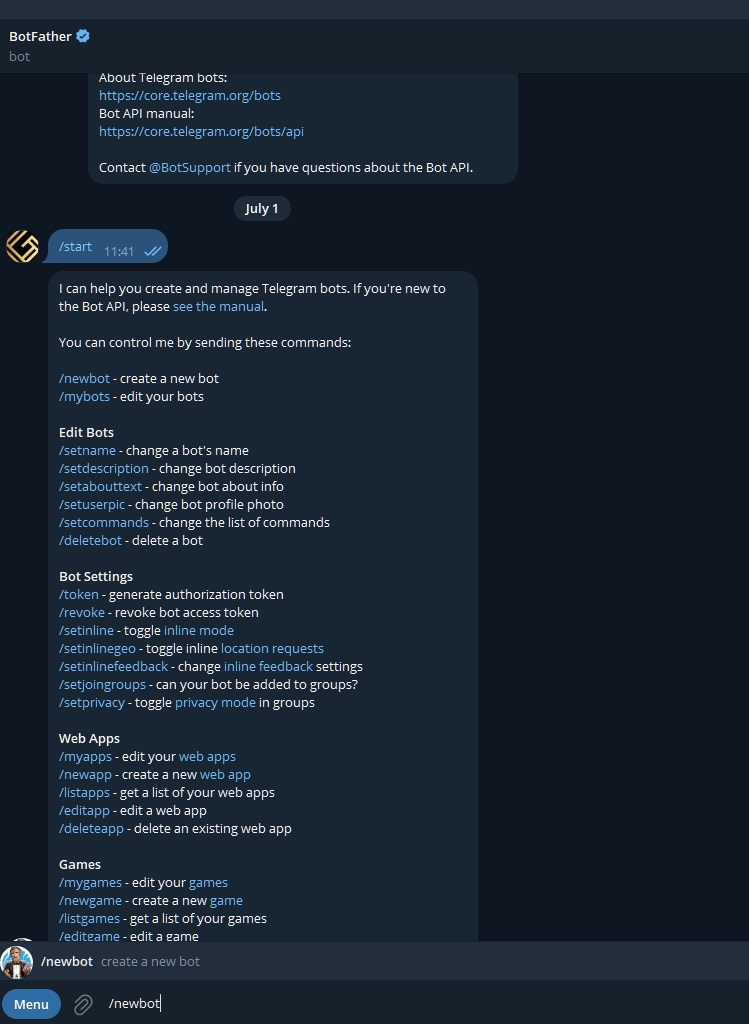 BotFather
bot
About Telegram bots:
https://core.telegram.org/bots
Bot API manual:
https://core.telegram.org/bots/api
Contact @BotSupport if you have questions about the Bot API.
July 1
/start 11:41
I can help you create and manage Telegram bots. If you're new to
the Bot API, please see the manual.
You can control me by sending these commands:
/newbot - create a new bot
/mybots - edit your bots
Edit Bots
/setname - change a bot's name
/setdescription - change bot description
/setabouttext - change bot about info
/setuserpic - change bot profile photo
/setcommands - change the list of commands
/deletebot - delete a bot
Bot Settings
/token - generate authorization token
/revoke - revoke bot access token
/setinline - toggle inline mode
/setinlinegeo - toggle inline location requests
/setinlinefeedback - change inline feedback settings
/setjoingroups - can your bot be added to groups?
/setprivacy - toggle privacy mode in groups
Web Apps
/myapps - edit your web apps
/newapp - create a new web app
/listapps - get a list of your web apps
/editapp - edit a web app
/deleteapp - delete an existing web app
Games
/mygames - edit your games
/newgame - create a new game
/listgames - get a list of your games
/editgame - edit a game
/newbot create a new bot
Menu /newbot